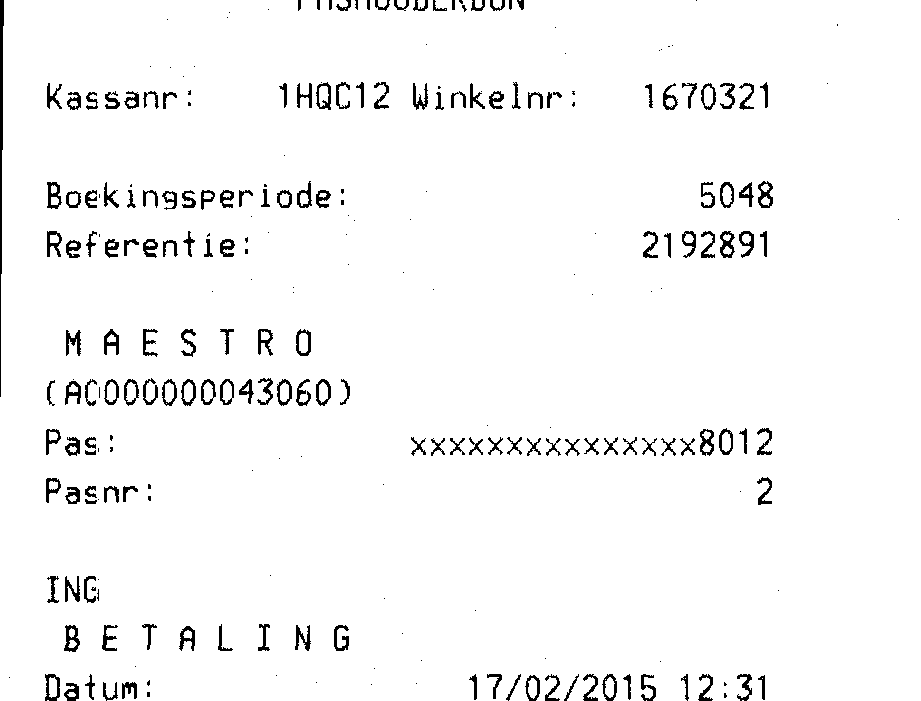 Kassanr: 1HQC12 Winkelnr: 1670321
Boekingsperiode: 5048
Referentie: 2192891
M A E S T R O
(A0000000043060)
Pas: xxxxxxxxxxxxxxx8012
Pasnr: 2
ING
B E T A L I N G
Datum: 17/02/2015 12:31